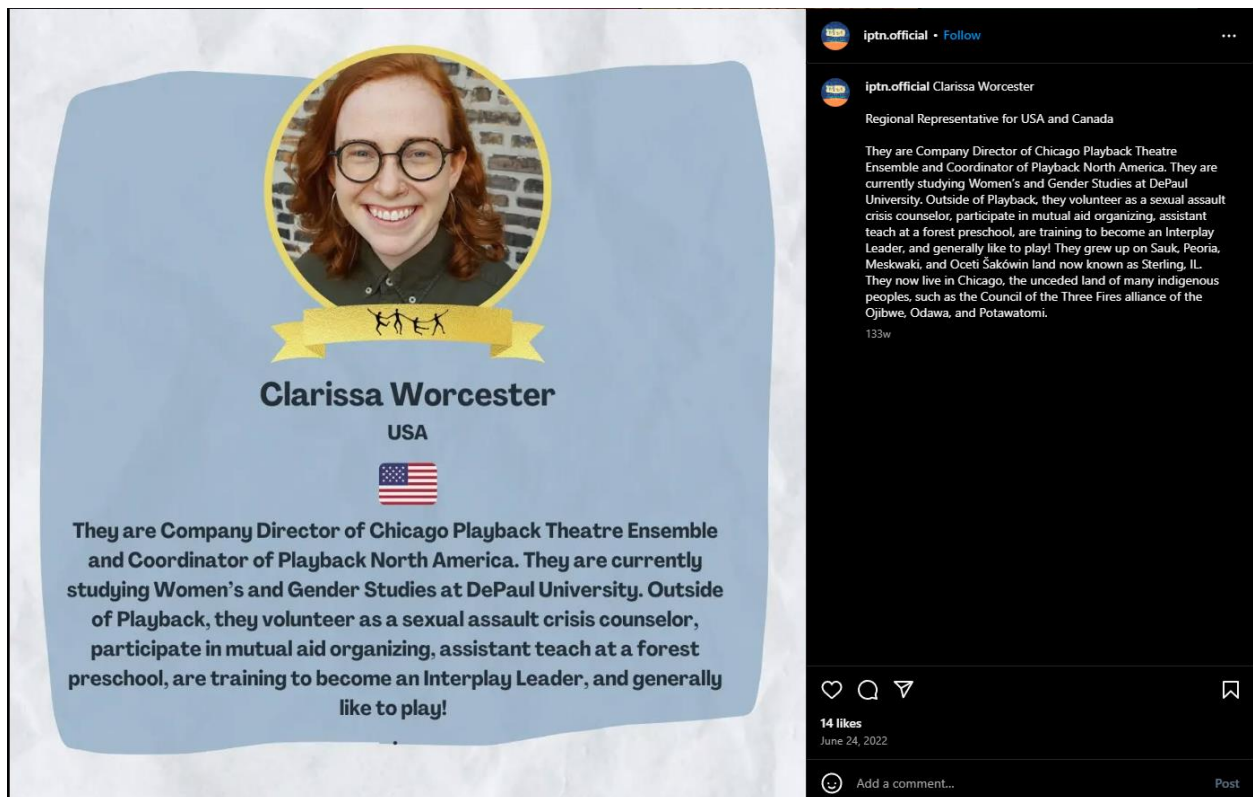 Clarissa Worcester
USA
They are Company Director of Chicago Playback Theatre Ensemble
and Coordinator of Playback North America. They are currently
studying Women's and Gender Studies at DePaul University. Outside
of Playback, they volunteer as a sexual assault crisis counselor,
participate in mutual aid organizing, assistant teach at a forest
preschool, are training to become an Interplay Leader, and generally
like to play!
.
iptn.official • Follow
iptn.official Clarissa Worcester
Regional Representative for USA and Canada
They are Company Director of Chicago Playback Theatre
Ensemble and Coordinator of Playback North America. They are
currently studying Women's and Gender Studies at DePaul
University. Outside of Playback, they volunteer as a sexual assault
crisis counselor, participate in mutual aid organizing, assistant
teach at a forest preschool, are training to become an Interplay
Leader, and generally like to play! They grew up on Sauk, Peoria,
Meskwaki, and Oceti Šakówin land now known as Sterling, IL.
They now live in Chicago, the unceded land of many indigenous
peoples, such as the Council of the Three Fires alliance of the
Ojibwe, Odawa, and Potawatomi.
133w
14 likes
June 24, 2022
Add a comment...
Post